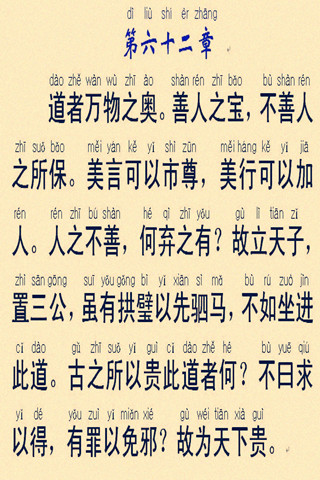 dì liù shí èr zhāng
第六十二章
dào zhě wàn wù zhī ào shàn rén zhī bǎo bù shàn rén
道者万物之奥。善人之宝，不善人
zhī suǒ bǎo měi yán kě yǐ shì zūn měi háng kě yǐ jiā
之所保。美言可以市尊，美行可以加
rén rén zhī bù shàn hé qì zhī yǒu gù lì tiān zǐ
人。人之不善，何弃之有？故立天子，
zhì sān gōng suī yǒu gǒng bì yǐ xiān sì mǎ bù rú zuò jìn
置三公，虽有拱璧以先驷马，不如坐进
cǐ dào gǔ zhī suǒ yǐ guì cǐ dào zhě hé bù yuē qiú
此道。古之所以贵此道者何？不曰求
yǐ dé yǒu zuì yǐ miǎn xié gù wéi tiān xià guì
以得，有罪以免邪？故为天下贵。